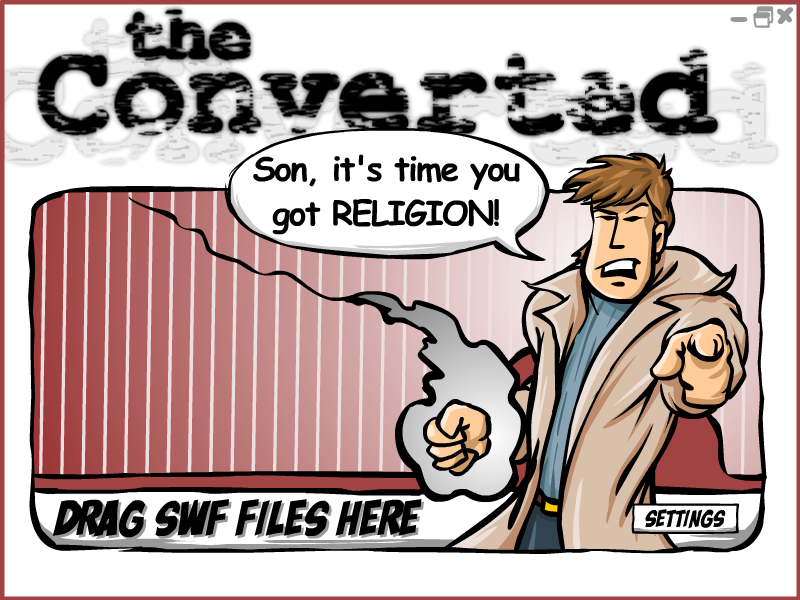 the
Converted
Son, it's time you
got RELIGION!
DRAG SWF FILES HERE
SETTINGS